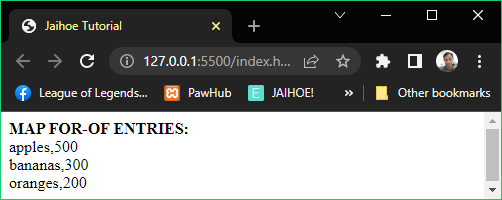 Jaihoe Tutorial
127.0.0.1:5500/index.h...
League of Legends...
PawHub
JAIHOE!
Other bookmarks
MAP FOR-OF ENTRIES:
apples,500
bananas,300
oranges,200